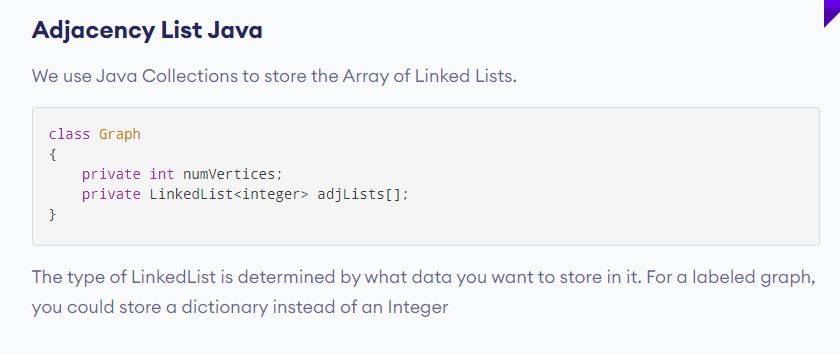 Adjacency List Java
We use Java Collections to store the Array of Linked Lists.
class Graph
{
    private int numVertices;
    private LinkedList<integer> adjLists[];
}
The type of LinkedList is determined by what data you want to store in it. For a labeled graph,
you could store a dictionary instead of an Integer